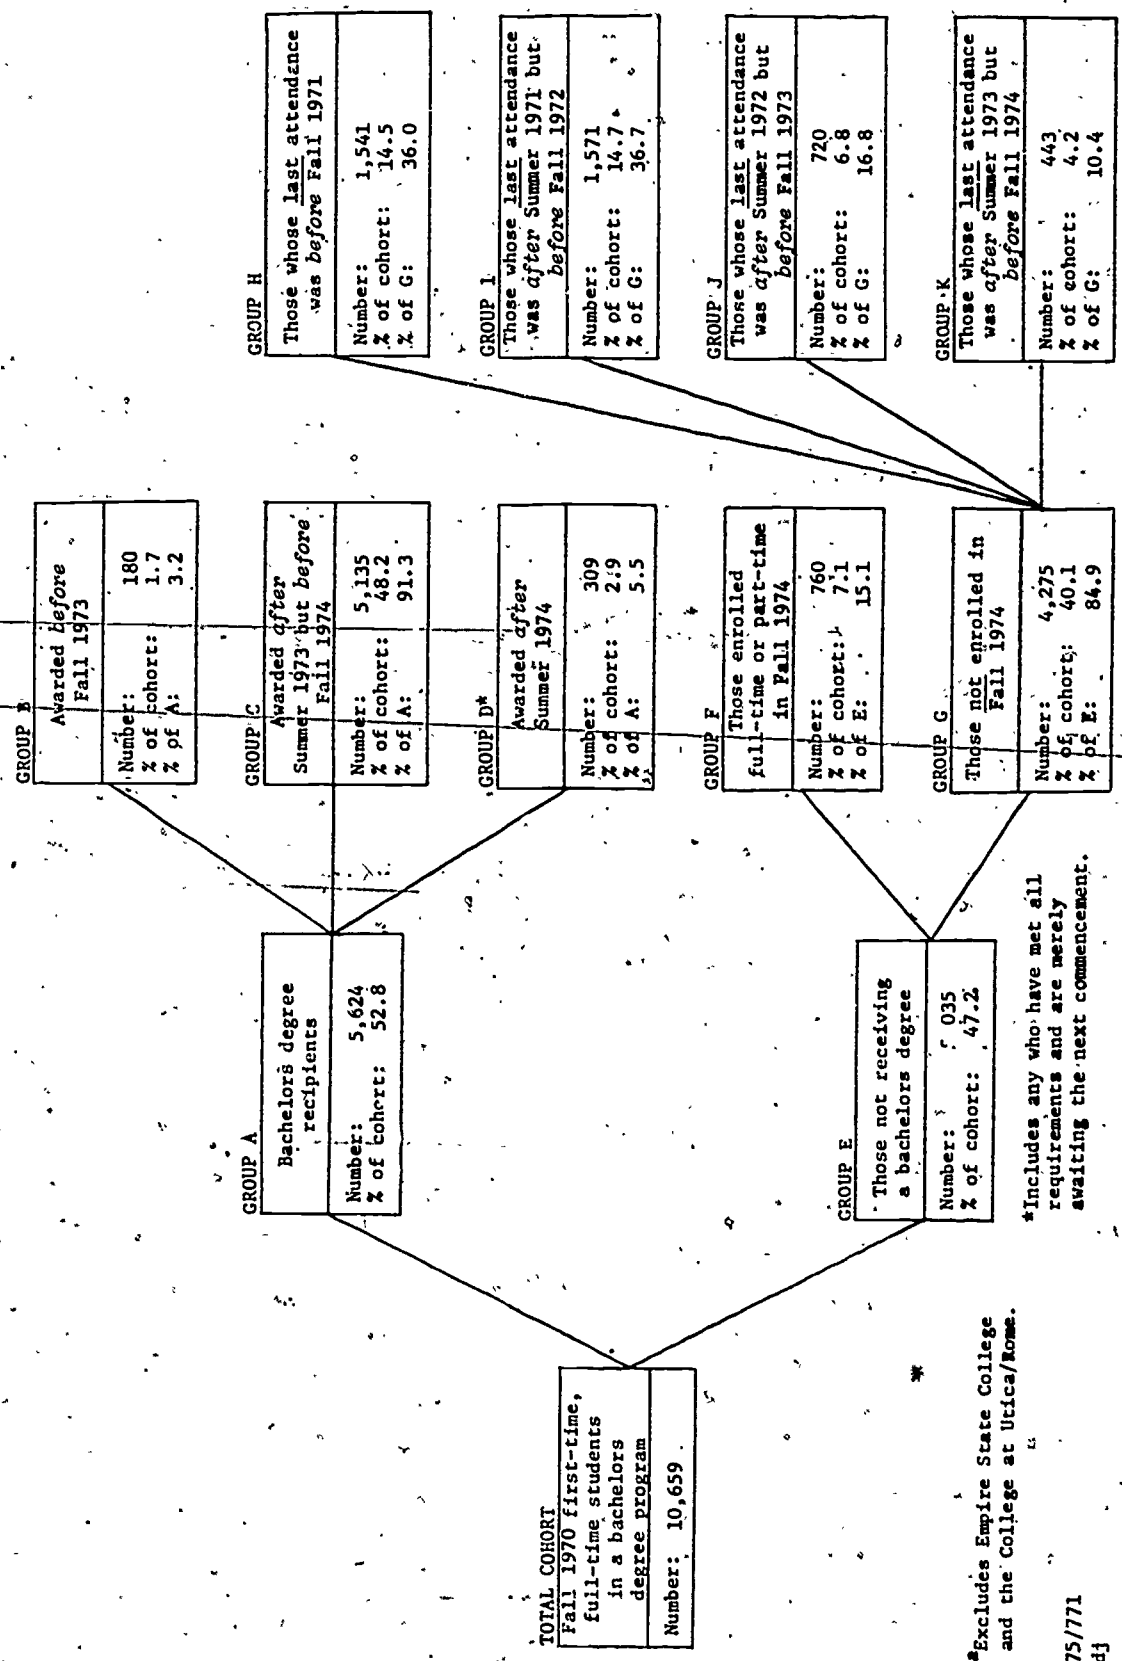 TOTAL COHORT
Fall 1970 first-time,
full-time students
in a bachelors
degree program
Number: 10,659
GROUP A
Bachelors degree
recipients
Number: 5,624
% of cohort: 52.8
GROUP E
Those not receiving
a bachelors degree
Number: 035
% of cohort: 47.2
GROUP B
Awarded before
Fall 1973
Number: 180
% of cohort: 1.7
% of A: 3.2
GROUP C
Awarded after
Summer 1973 but before
Fall 1974
Number: 5,135
% of cohort: 48.2
% of A: 91.3
GROUP D*
Awarded after
Summer 1974
Number: 309
% of cohort: 2.9
% of A: 5.5
GROUP F
Those enrolled
full-time or part-time
in Fall 1974
Number: 760
% of cohort: 7.1
% of E: 15.1
GROUP G
Those not enrolled in
Fall 1974
Number: 4,275
% of cohort: 40.1
% of E: 84.9
GROUP H
Those whose last attendance
was before Fall 1971
Number: 1,541
% of cohort: 14.5
% of G: 36.0
GROUP I
Those whose last attendance
was after Summer 1971 but
before Fall 1972
Number: 1,571
% of cohort: 14.7
% of G: 36.7
GROUP J
Those whose last attendance
was after Summer 1972 but
before Fall 1973
Number: 720
% of cohort: 6.8
% of G: 16.8
GROUP K
Those whose last attendance
was after Summer 1973 but
before Fall 1974
Number: 443
% of cohort: 4.2
% of G: 10.4
*Includes any who have met all
requirements and are merely
awaiting the next commencement.
aExcludes Empire State College
and the College at Utica/Rome.
75/771
dj